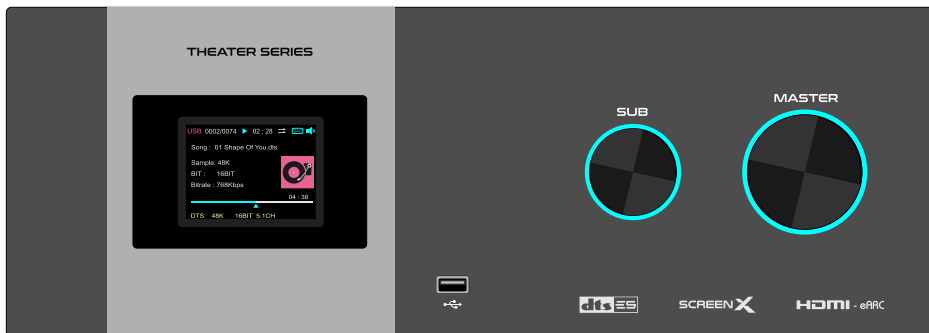 THEATER SERIES
USB 0002/0074 02 : 28
Song : 01 Shape Of You.dts
Sample: 48K
BIT : 16BIT
Bitrate : 768Kbps
04 : 38
DTS 48K 16BIT 5.1CH
SUB
MASTER
dts ES
SCREEN X
HDMI - eARC